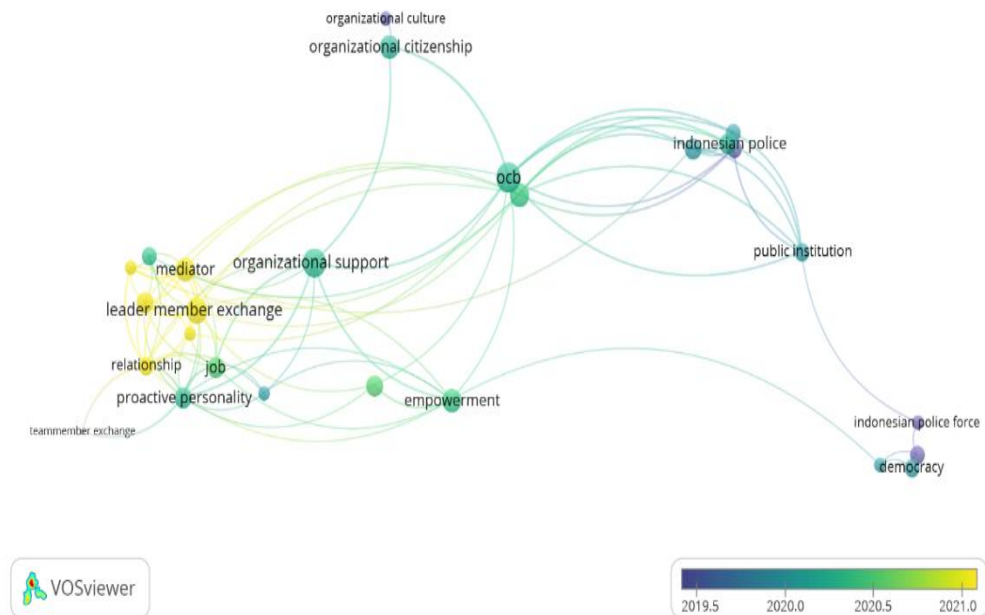 organizational culture
organizational citizenship
indonesian police
ocb
public institution
organizational support
mediator
leader member exchange
relationship
job
proactive personality
empowerment
teammember exchange
indonesian police force
democracy
VOSviewer
2019.5 2020.0 2020.5 2021.0